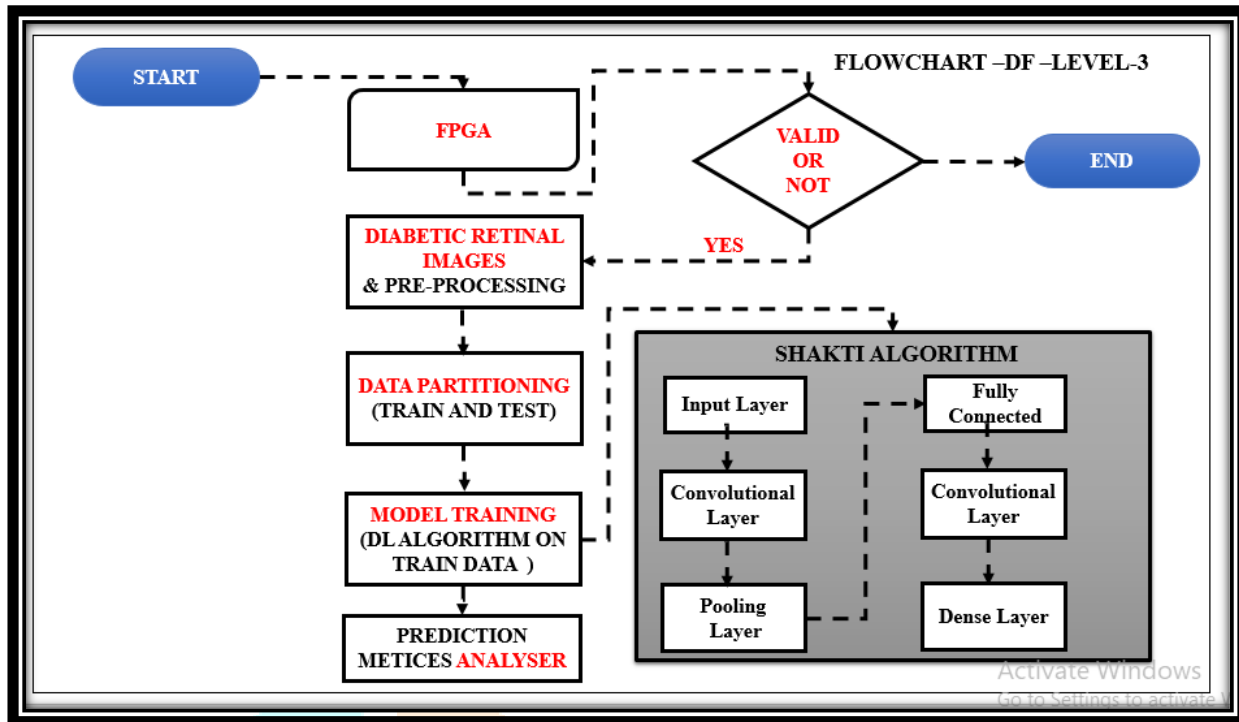 START
FLOWCHART –DF –LEVEL-3
FPGA
VALID
OR
NOT
END
YES
DIABETIC RETINAL
IMAGES
& PRE-PROCESSING
DATA PARTITIONING
(TRAIN AND TEST)
MODEL TRAINING
(DL ALGORITHM ON
TRAIN DATA )
PREDICTION
METICES ANALYSER
SHAKTI ALGORITHM
Input Layer
Convolutional
Layer
Pooling
Layer
Fully
Connected
Convolutional
Layer
Dense Layer
Activate Windows
Go to Settings to activate